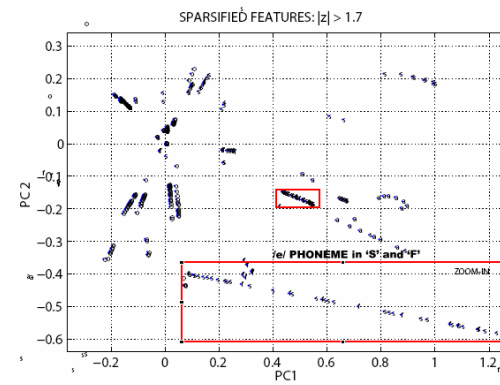 SPARSIFIED FEATURES: |z| > 1.7
0.3
0.2
0.1
0
−0.1
−0.2
−0.3
−0.4
−0.5
−0.6
PC2
/e/ PHONEME in 'S' and 'F'
ZOOM-IN
−0.2 0 0.2 0.4 0.6 0.8 1 1.2
PC1